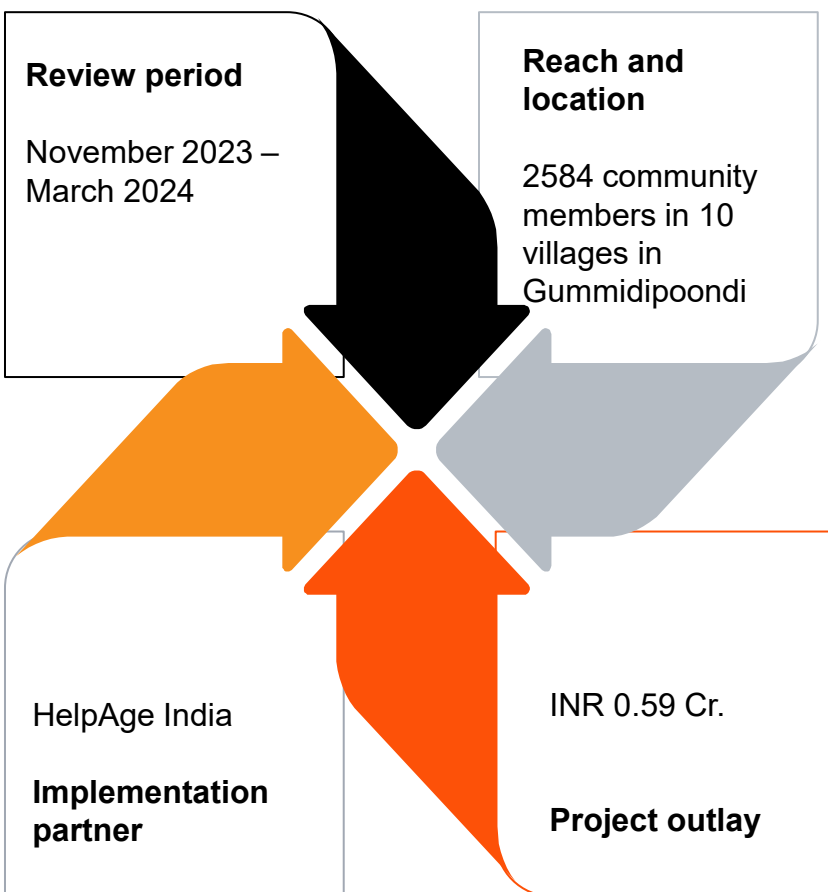 Review period
November 2023 –
March 2024
Reach and
location
2584 community
members in 10
villages in
Gummidipoondi
HelpAge India
Implementation
partner
INR 0.59 Cr.
Project outlay